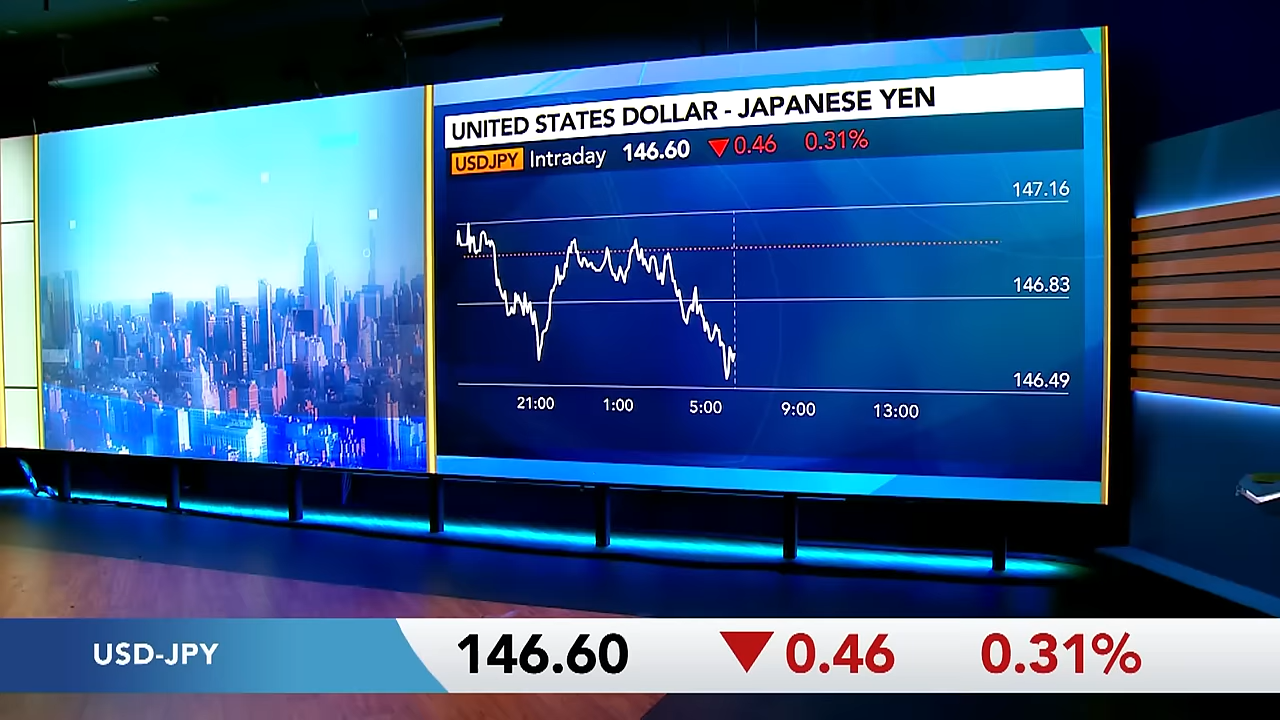 UNITED STATES DOLLAR - JAPANESE YEN
USDJPY Intraday 146.60 ▼0.46 0.31%
147.16
146.83
146.49
21:00 1:00 5:00 9:00 13:00
USD-JPY 146.60 ▼0.46 0.31%